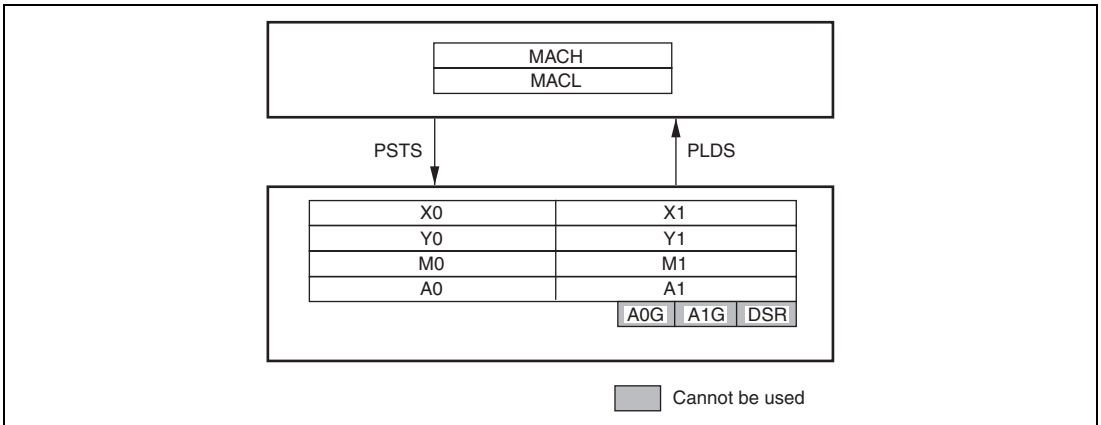 MACH
MACL
PSTS
PLDS
X0 X1
Y0 Y1
M0 M1
A0 A1
A0G A1G DSR
Cannot be used